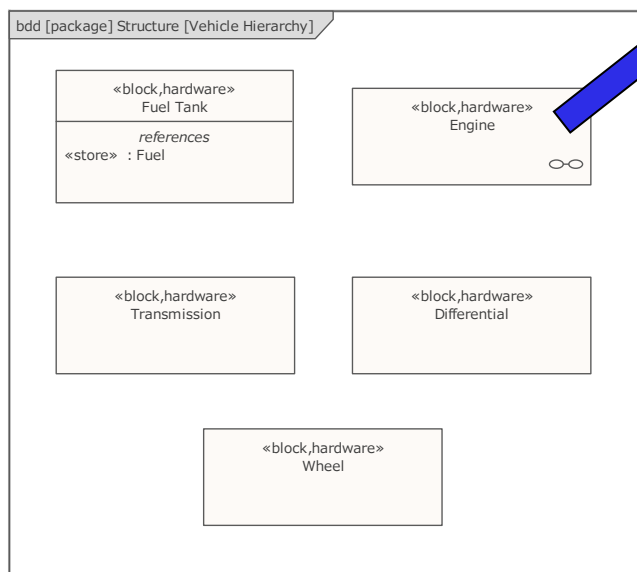 bdd [package] Structure [Vehicle Hierarchy]
«block,hardware»
Fuel Tank
references
«store»  : Fuel
«block,hardware»
Engine
«block,hardware»
Transmission
«block,hardware»
Differential
«block,hardware»
Wheel